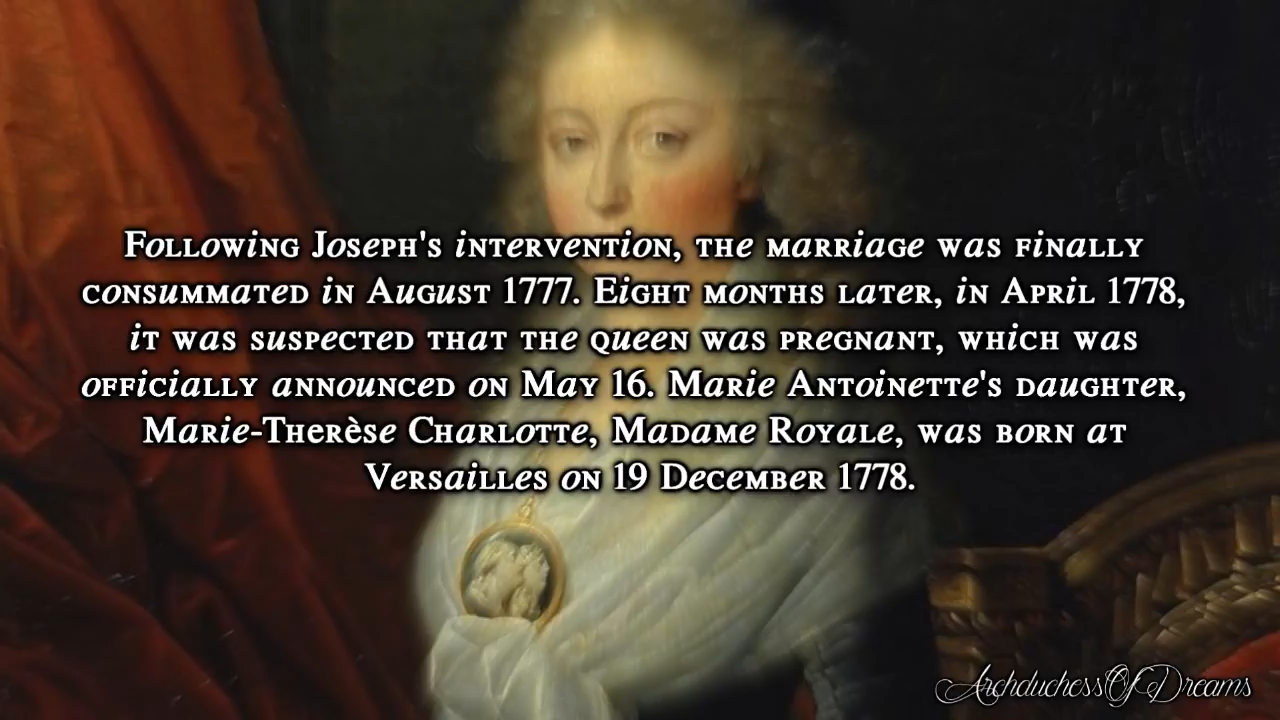 Following Joseph's intervention, the marriage was finally
consummated in August 1777. Eight months later, in April 1778,
it was suspected that the queen was pregnant, which was
officially announced on May 16. Marie Antoinette's daughter,
Marie-Therèse Charlotte, Madame Royale, was born at
Versailles on 19 December 1778.
ArchduchessOfDreams